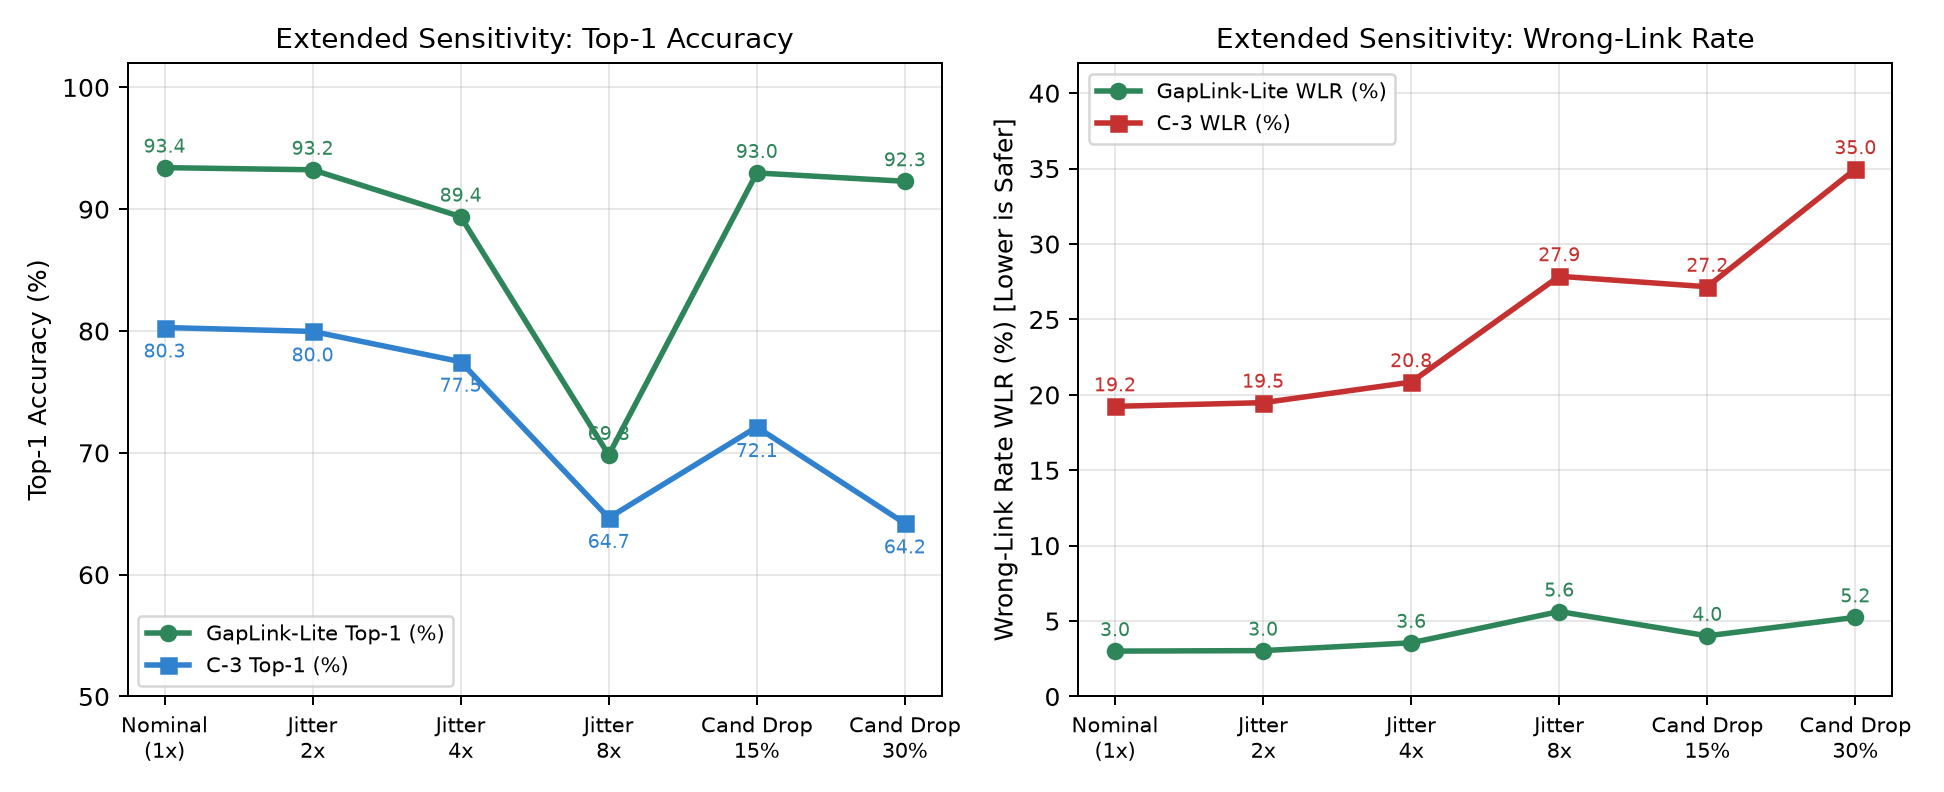 Extended Sensitivity: Top-1 Accuracy
Top-1 Accuracy (%)
100
90
80
70
60
50
93.4
93.2
89.4
69.8
93.0
92.3
80.3
80.0
77.5
64.7
72.1
64.2
GapLink-Lite Top-1 (%)
C-3 Top-1 (%)
Nominal
(1x)
Jitter
2x
Jitter
4x
Jitter
8x
Cand Drop
15%
Cand Drop
30%
Extended Sensitivity: Wrong-Link Rate
Wrong-Link Rate WLR (%) [Lower is Safer]
40
35
30
25
20
15
10
5
0
GapLink-Lite WLR (%)
C-3 WLR (%)
19.2
19.5
20.8
27.9
27.2
35.0
3.0
3.0
3.6
5.6
4.0
5.2
Nominal
(1x)
Jitter
2x
Jitter
4x
Jitter
8x
Cand Drop
15%
Cand Drop
30%